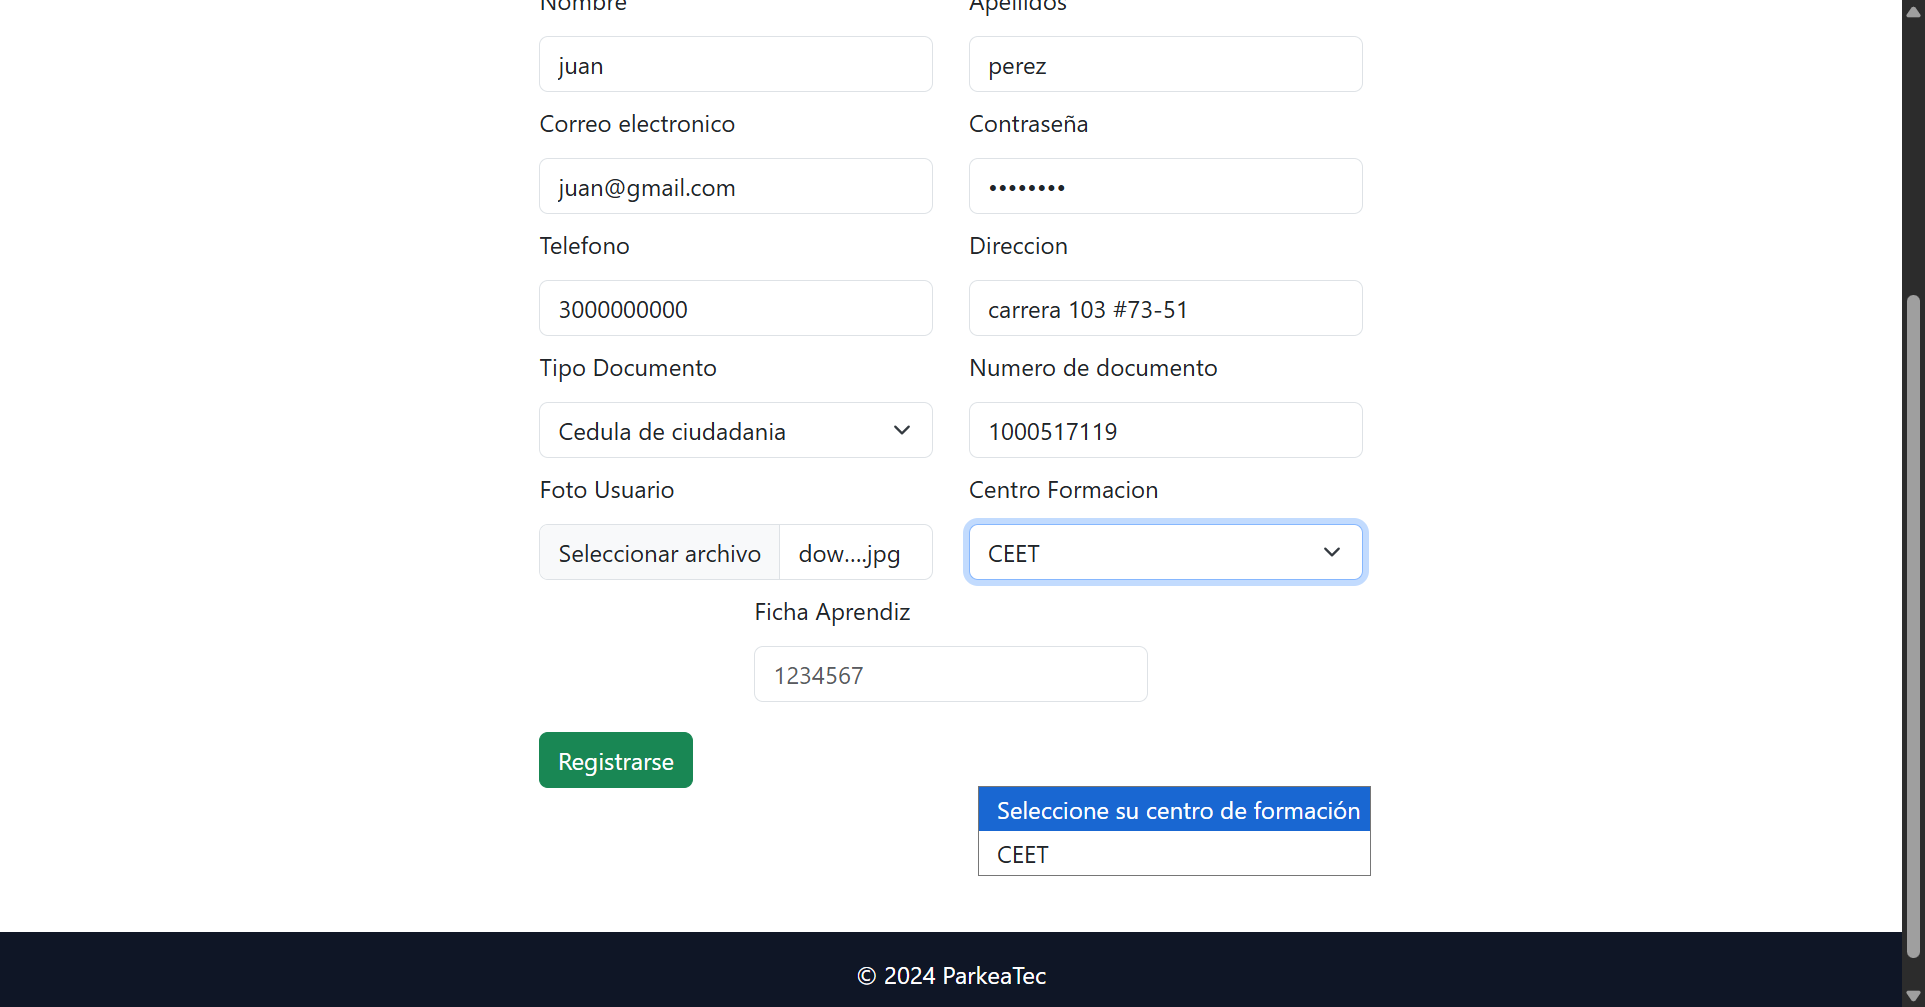 Nombre
Apellidos
juan
perez
Correo electronico
Contraseña
juan@gmail.com
••••••••
Telefono
Direccion
3000000000
carrera 103 #73-51
Tipo Documento
Numero de documento
Cedula de ciudadania
1000517119
Foto Usuario
Centro Formacion
Seleccionar archivo
dow....jpg
CEET
Ficha Aprendiz
1234567
Registrarse
Seleccione su centro de formación
CEET
© 2024 ParkeaTec